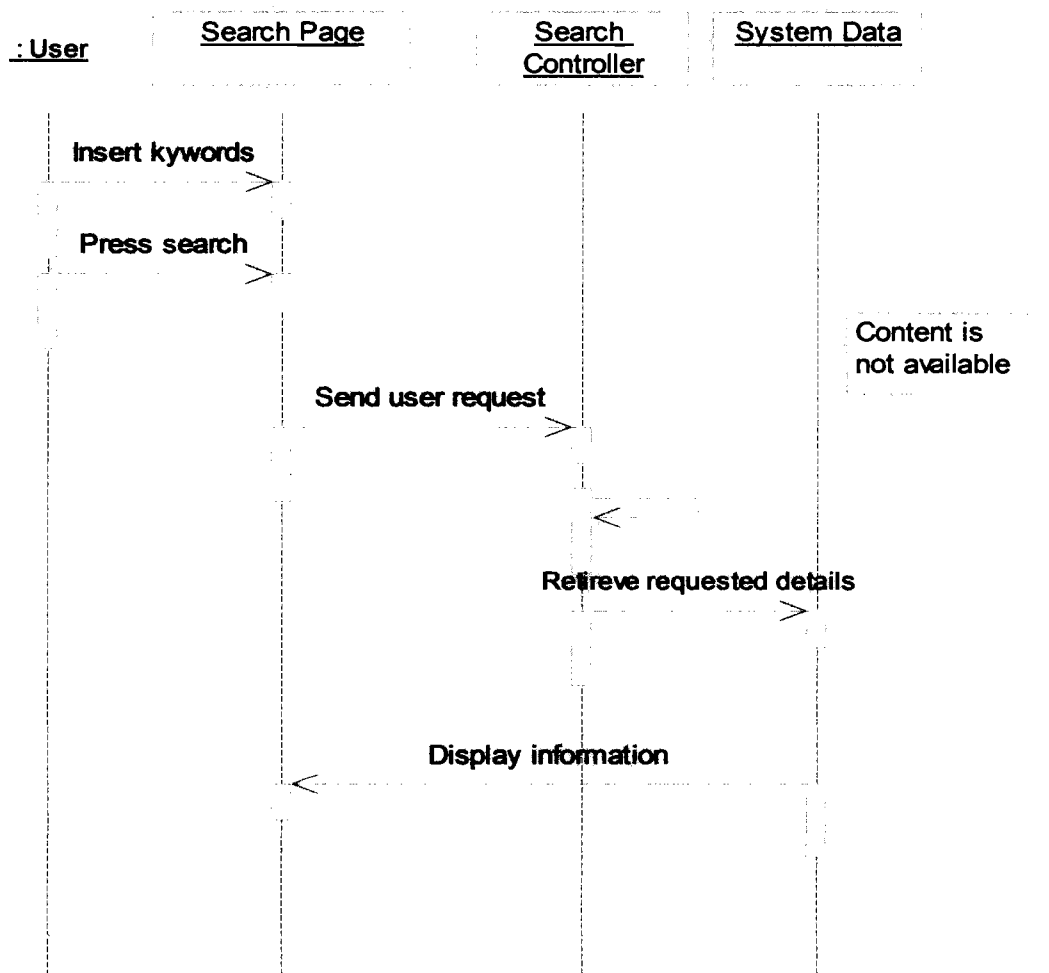 : User
Search Page
Search
Controller
System Data
Insert kywords
Press search
Content is
not available
Send user request
Retireve requested details
Display information